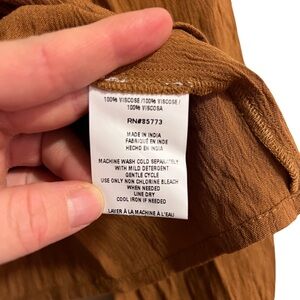 100% VISCOSE /100% VISCOSE/
100% VISCOSA
RN#85773
MADE IN INDIA
FABRIQUÉ EN INDE
HECHO EN INDIA
MACHINE WASH COLD SEPARATELY
WITH MILD DETERGENT
GENTLE CYCLE
USE ONLY NON CHLORINE BLEACH
WHEN NEEDED
LINE DRY
COOL IRON IF NEEDED
LAVER À LA MACHINE À L'EAU